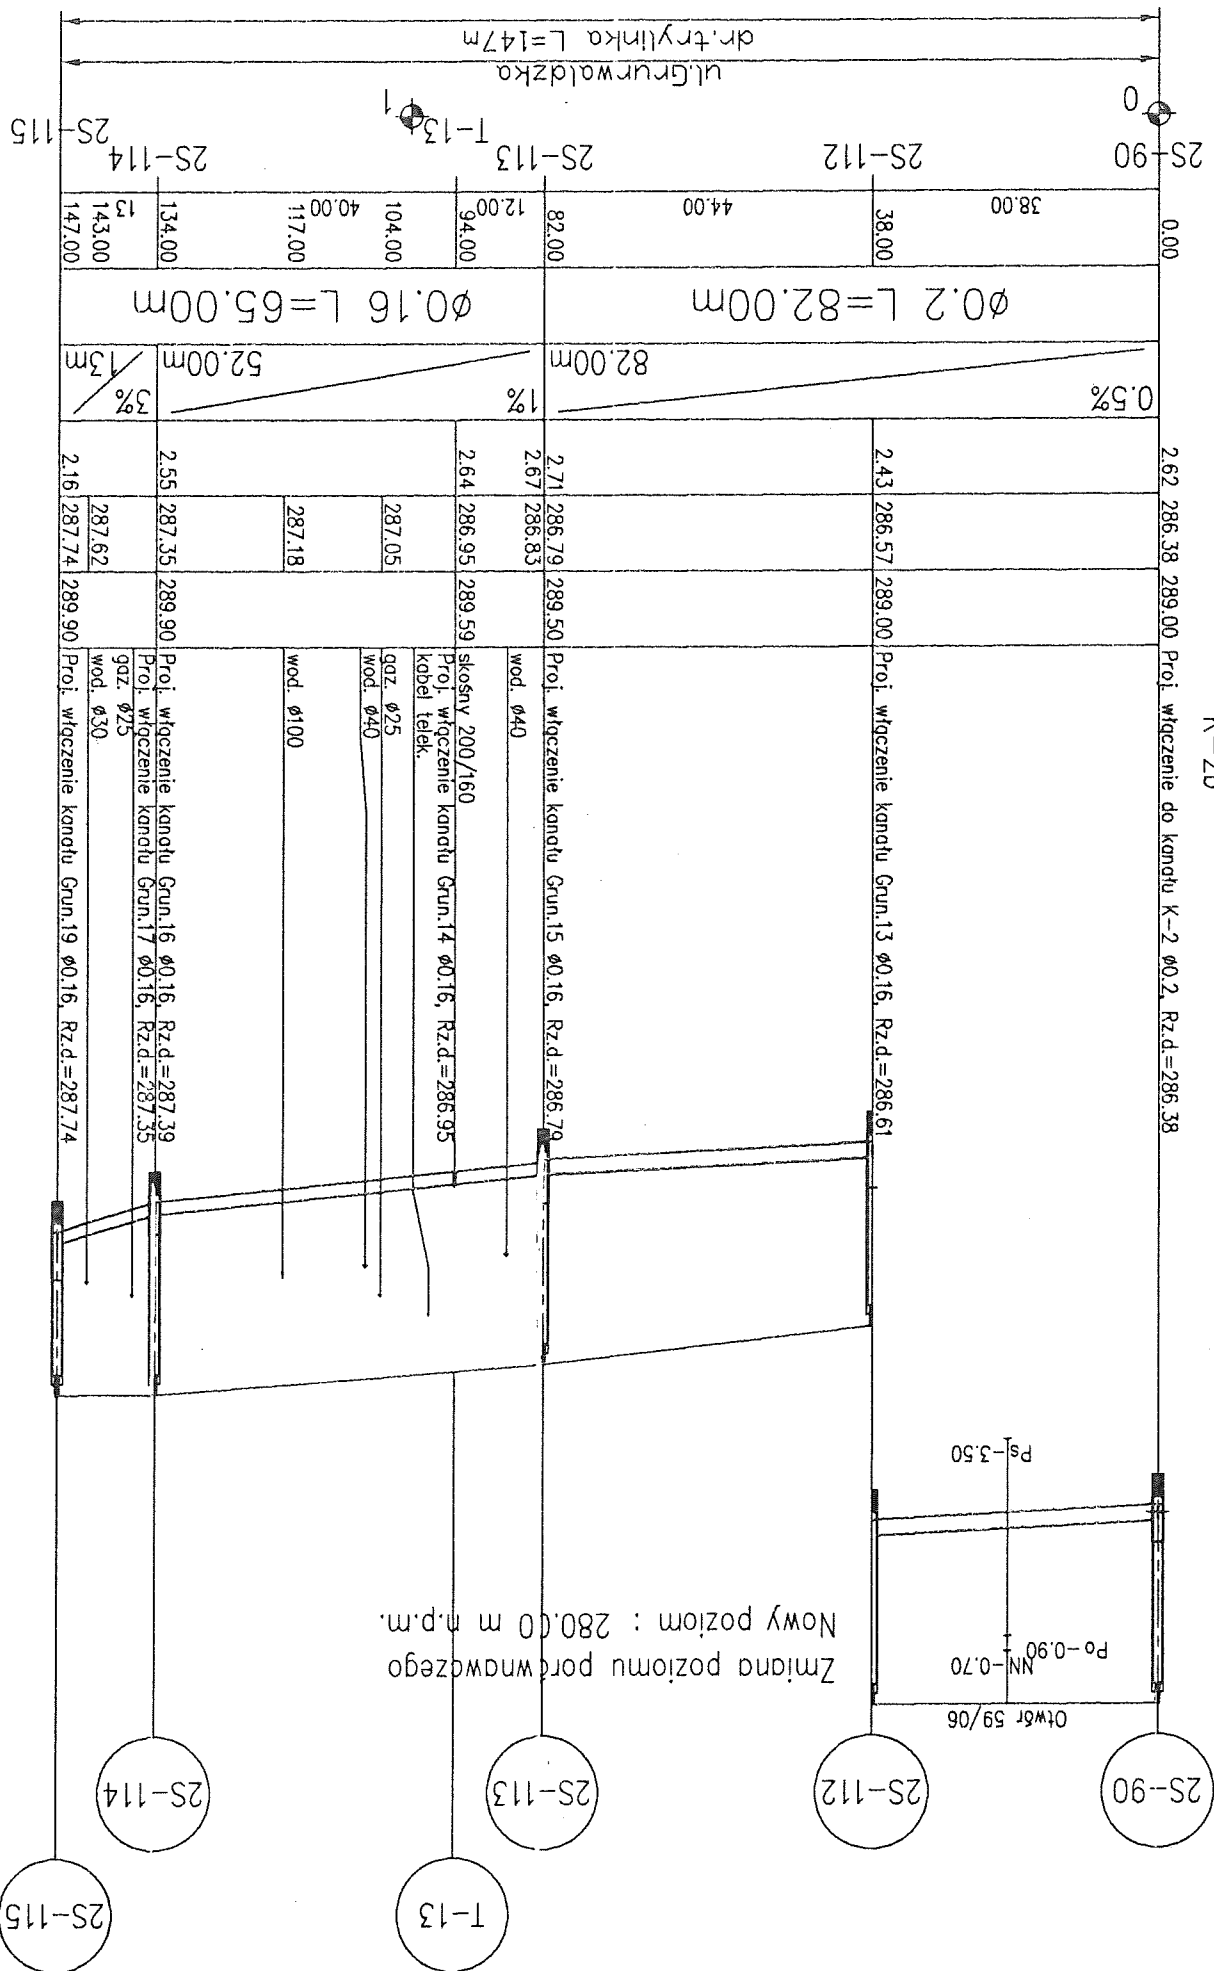 K-2b
2S-90
2S-112
2S-113
T-13
2S-114
2S-115
Otwór 59/06
NN-0.70
Po-0.90
Ps-3.50
Zmiana poziomu porównawczego
Nowy poziom : 280.00 m n.p.m.
Proj. włączenie do kanału K-2 ø0.2, Rz.d.=286.38
Proj. włączenie kanału Grun.13 ø0.16, Rz.d.=286.61
Proj. włączenie kanału Grun.15 ø0.16, Rz.d.=286.79
wod. ø40
skośny 200/160
Proj. włączenie kanału Grun.14 ø0.16, Rz.d.=286.95
kabel telek.
gaz. ø25
wod. ø40
wod. ø100
Proj. włączenie kanału Grun.16 ø0.16, Rz.d.=287.39
Proj. włączenie kanału Grun.17 ø0.16, Rz.d.=287.35
gaz. ø25
wod. ø30
Proj. włączenie kanału Grun.19 ø0.16, Rz.d.=287.74
289.00
289.00
289.50
289.59
289.90
289.90
286.38
286.57
286.79
286.83
286.95
287.05
287.18
287.35
287.62
287.74
2.62
2.43
2.71
2.67
2.64
2.55
2.16
0.5%
82.00m
1%
52.00m
3%
13m
ø0.2 L=82.00m
ø0.16 L=65.00m
0.00
38.00
38.00
44.00
82.00
12.00
94.00
104.00
40.00
117.00
134.00
13
143.00
147.00
2S-90
2S-112
2S-113
T-13
2S-114
2S-115
0
1
ul.Grunwaldzka
dr.trylinka L=147m